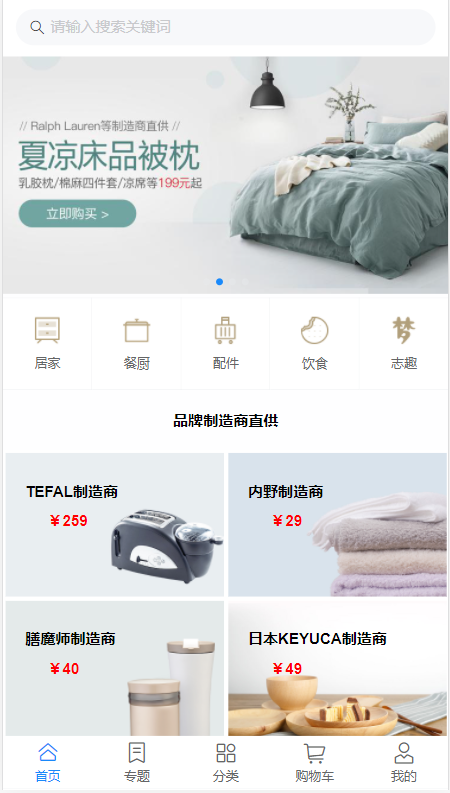 请输入搜索关键词
// Ralph Lauren等制造商直供 //
夏凉床品被枕
乳胶枕/棉麻四件套/凉席等199元起
立即购买 >
居家 餐厨 配件 饮食 志趣
品牌制造商直供
TEFAL制造商 内野制造商
￥259 ￥29
膳魔师制造商 日本KEYUCA制造商
￥40 ￥49
首页 专题 分类 购物车 我的